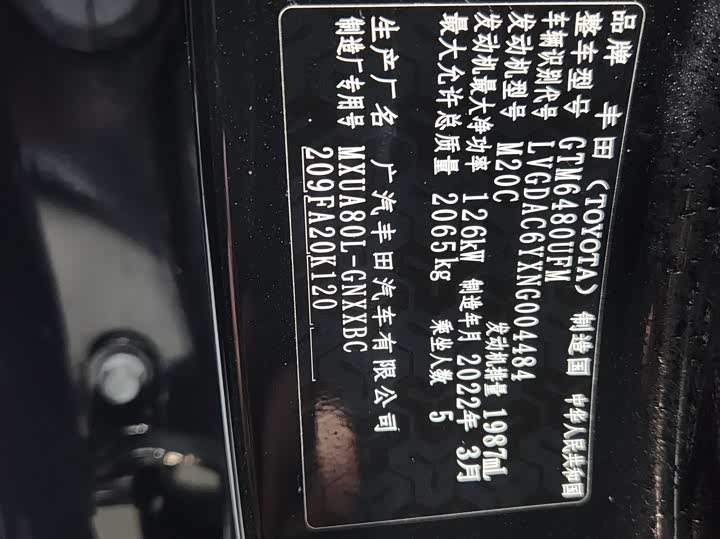 品牌 丰田(TOYOTA) 制造国 中华人民共和国
整车型号 GTM6480UFM
车辆识别代号 LVGDAC6YXNG004484
发动机型号 M20C 发动机排量 1987mL
发动机最大净功率 126kW 制造年月 2022年 3月
最大允许总质量 2065kg 乘坐人数 5
生产厂名 广汽丰田汽车有限公司
制造厂专用号 MXUA80L-GNXXBC
209FA20K120